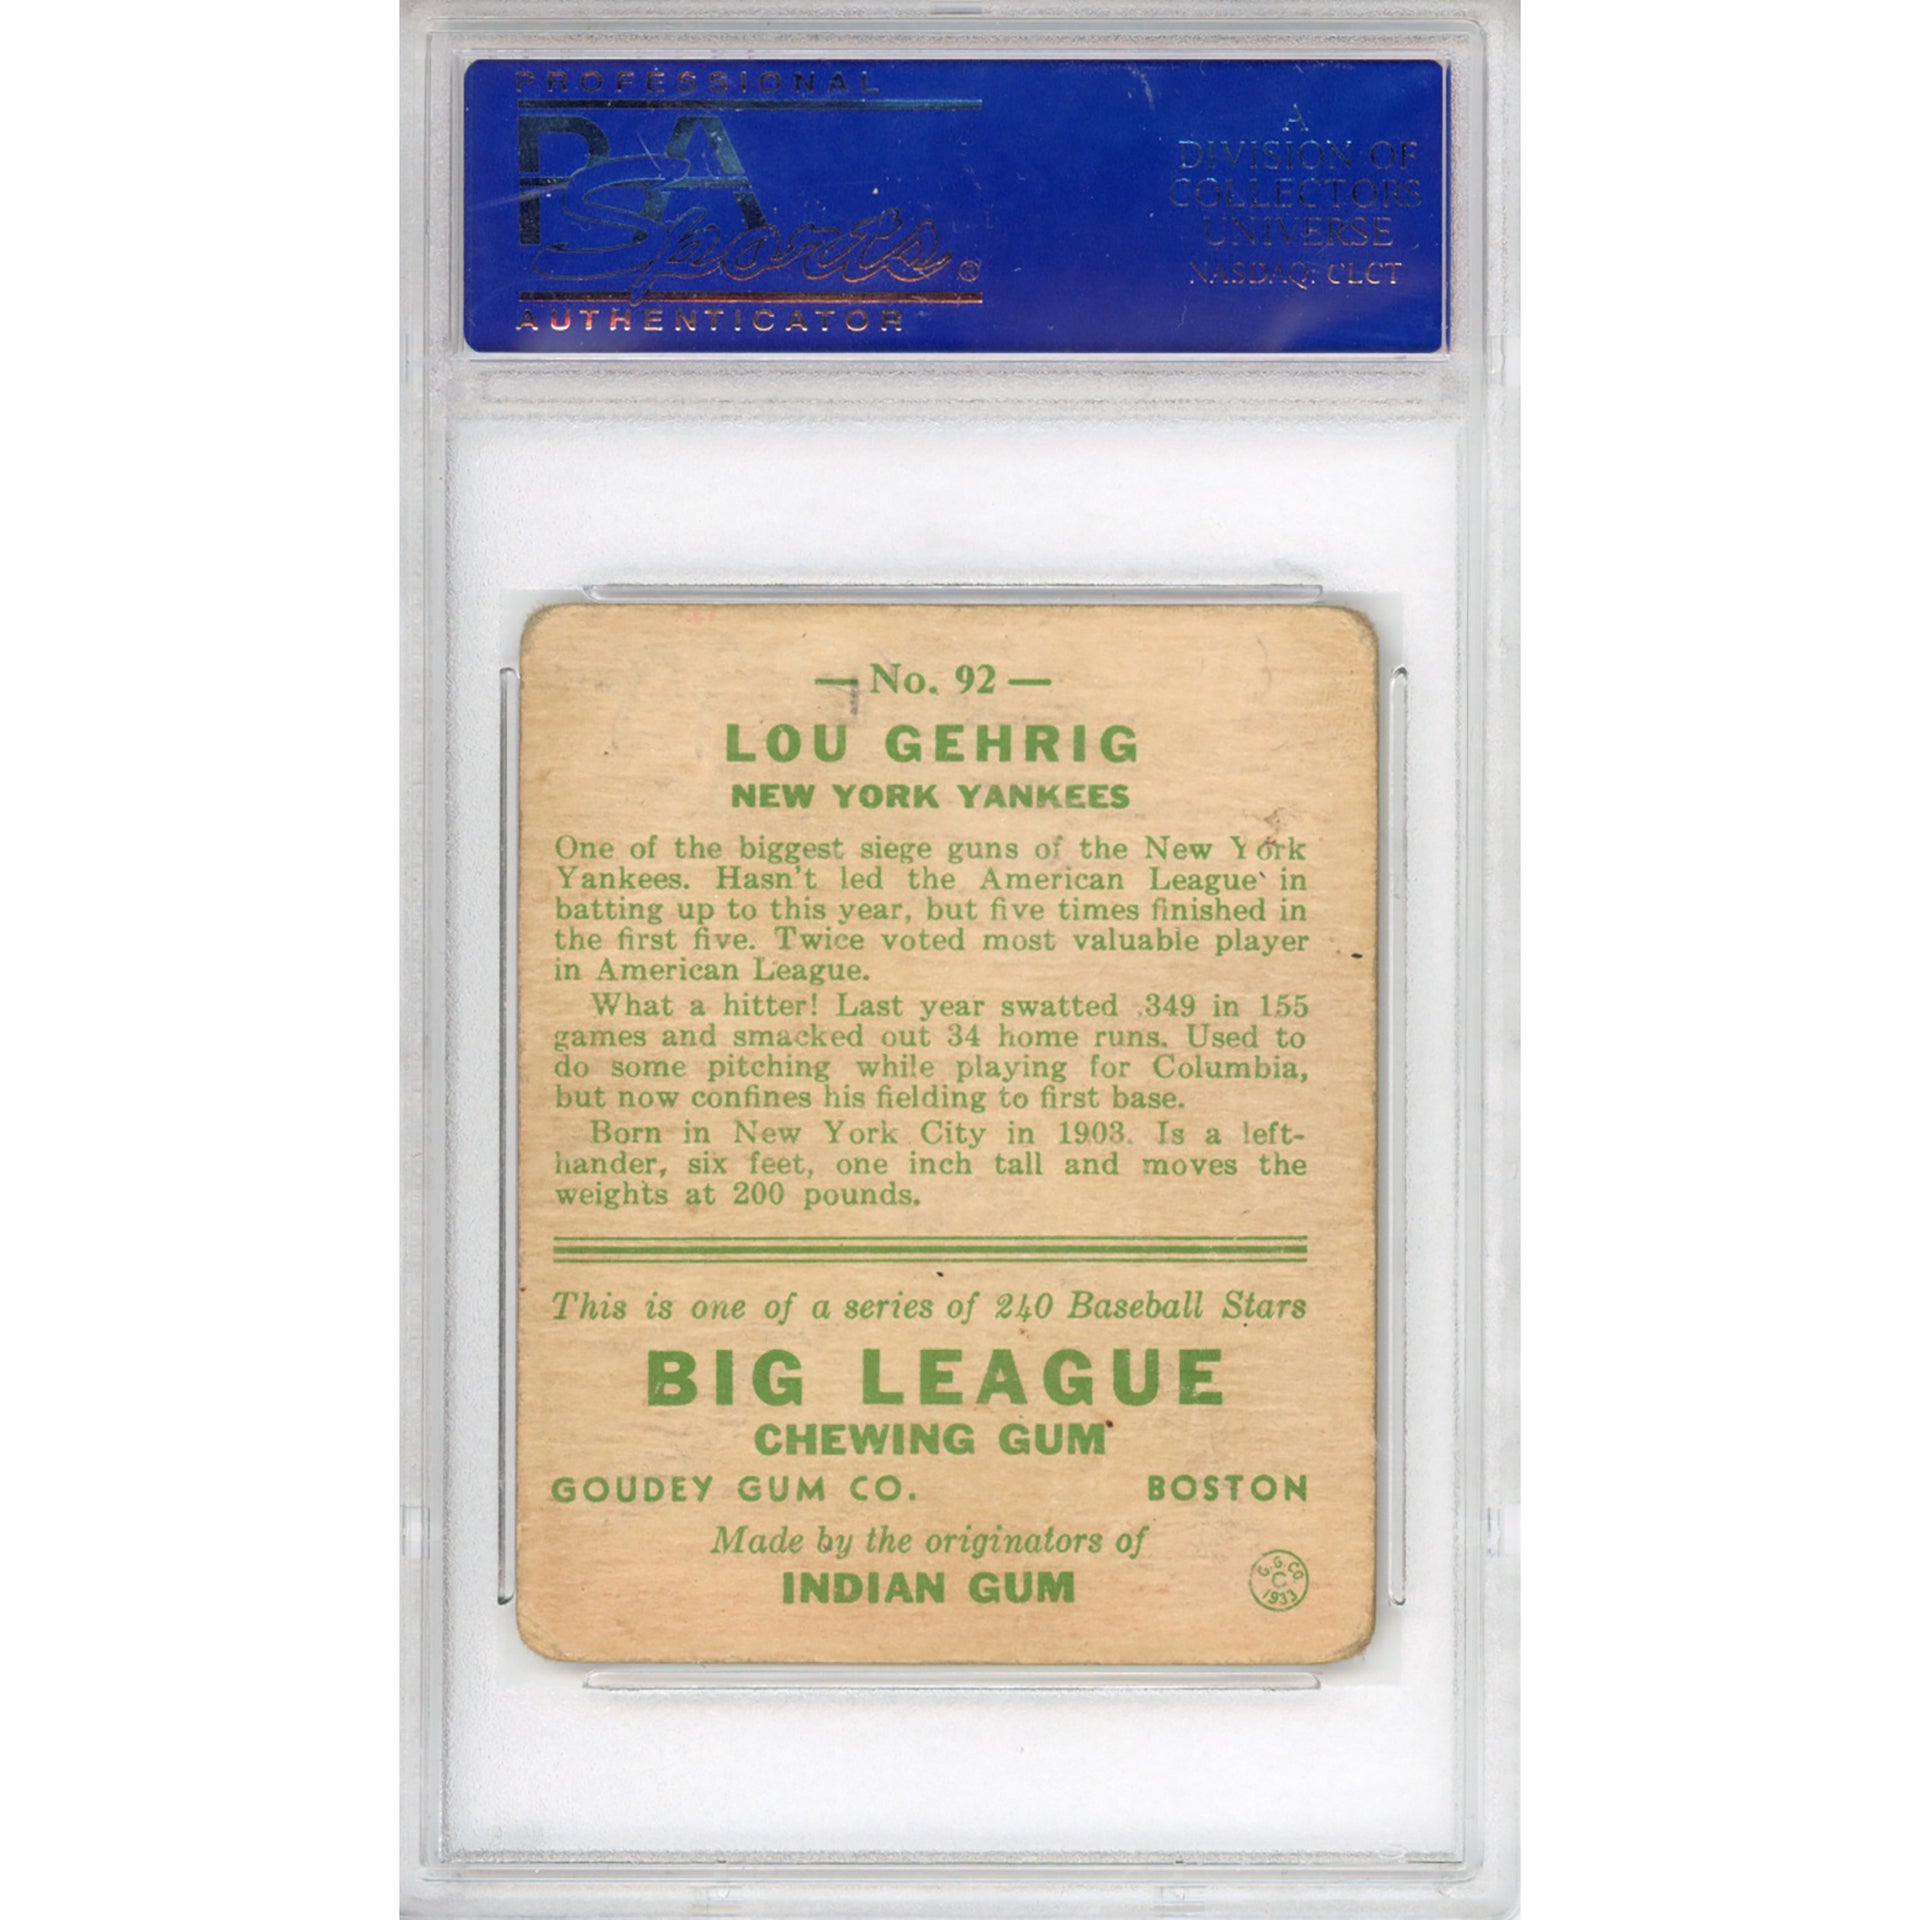 PROFESSIONAL
PSA
Sports®
AUTHENTICATOR
A
DIVISION OF
COLLECTORS
UNIVERSE
NASDAQ: CLCT
— No. 92 —
LOU GEHRIG
NEW YORK YANKEES
One of the biggest siege guns of the New York
Yankees. Hasn't led the American League in
batting up to this year, but five times finished in
the first five. Twice voted most valuable player
in American League.
What a hitter! Last year swatted .349 in 155
games and smacked out 34 home runs. Used to
do some pitching while playing for Columbia,
but now confines his fielding to first base.
Born in New York City in 1903. Is a left-
hander, six feet, one inch tall and moves the
weights at 200 pounds.
This is one of a series of 240 Baseball Stars
BIG LEAGUE
CHEWING GUM
GOUDEY GUM CO. BOSTON
Made by the originators of
INDIAN GUM
G.G.CO
C
1933